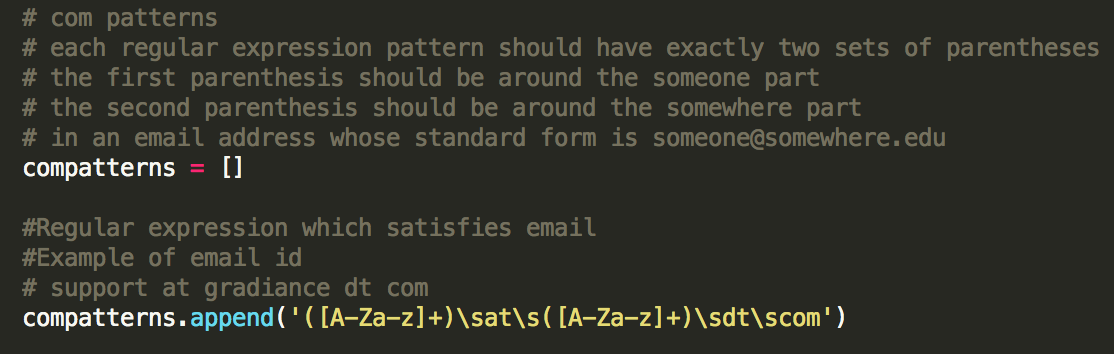 # com patterns
# each regular expression pattern should have exactly two sets of parentheses
# the first parenthesis should be around the someone part
# the second parenthesis should be around the somewhere part
# in an email address whose standard form is someone@somewhere.edu
compatterns = []
#Regular expression which satisfies email
#Example of email id
# support at gradiance dt com
compatterns.append('([A-Za-z]+)\sat\s([A-Za-z]+)\sdt\scom')